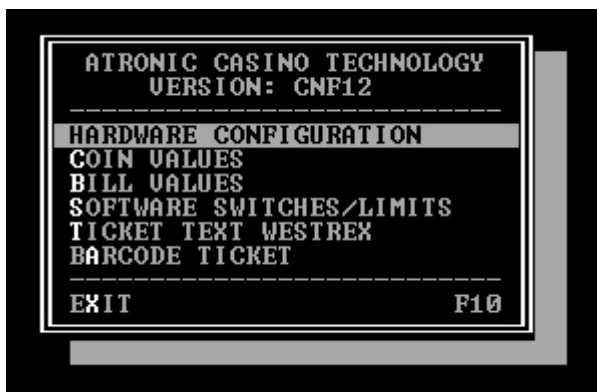 ATRONIC CASINO TECHNOLOGY
VERSION: CNF12
HARDWARE CONFIGURATION
COIN VALUES
BILL VALUES
SOFTWARE SWITCHES/LIMITS
TICKET TEXT WESTREX
BARCODE TICKET
EXIT F10